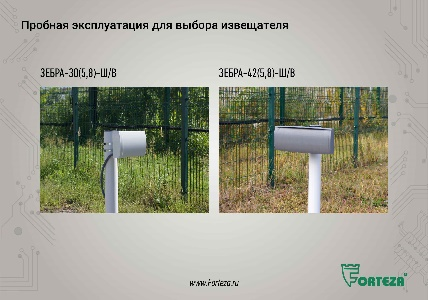 Пробная эксплуатация для выбора извещателя
ЗЕБРА-30(5,8)-Ш/В
ЗЕБРА-42(5,8)-Ш/В
www.Forteza.ru
FORTEZA